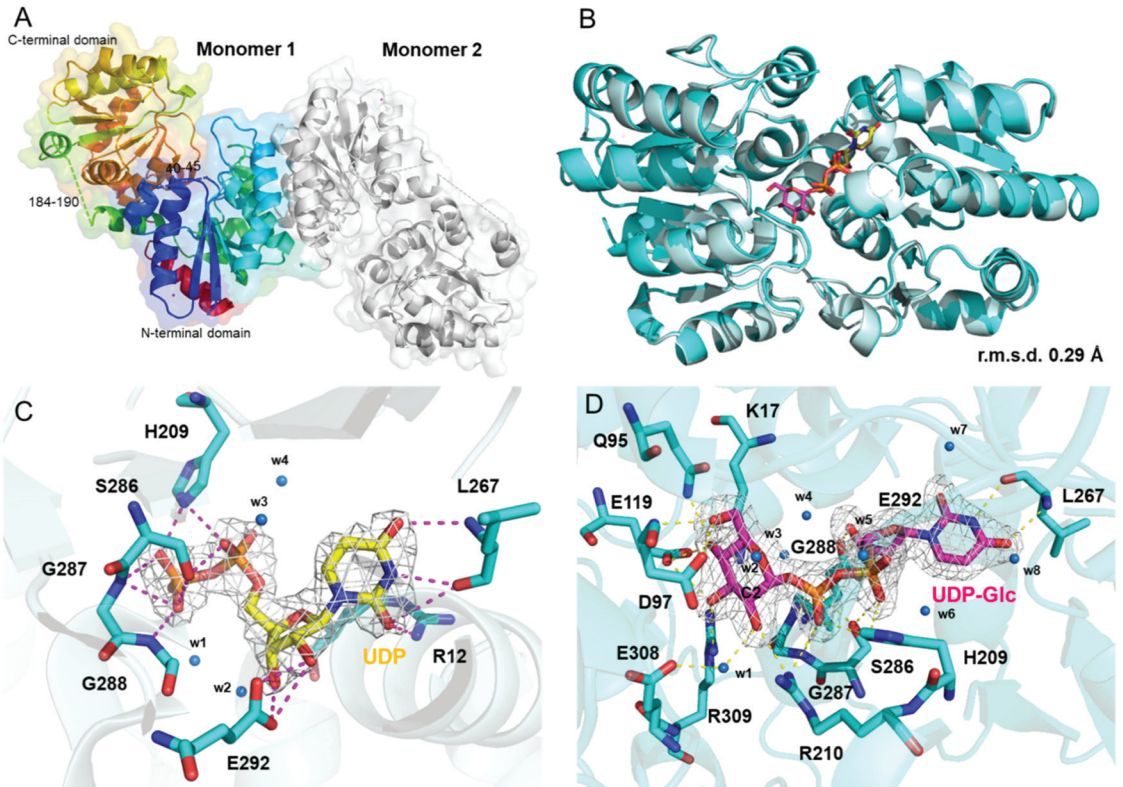 A
C-terminal domain
Monomer 1
Monomer 2
40-45
184-190
N-terminal domain
B
r.m.s.d. 0.29 Å
C
H209
w4
S286
w3
L267
G287
w1
UDP
R12
G288
w2
E292
D
K17
Q95
w7
w4
E292
L267
E119
w5
w3
G288
w2
w8
D97
C2
UDP-Glc
w6
E308
w1
S286
H209
G287
R309
R210